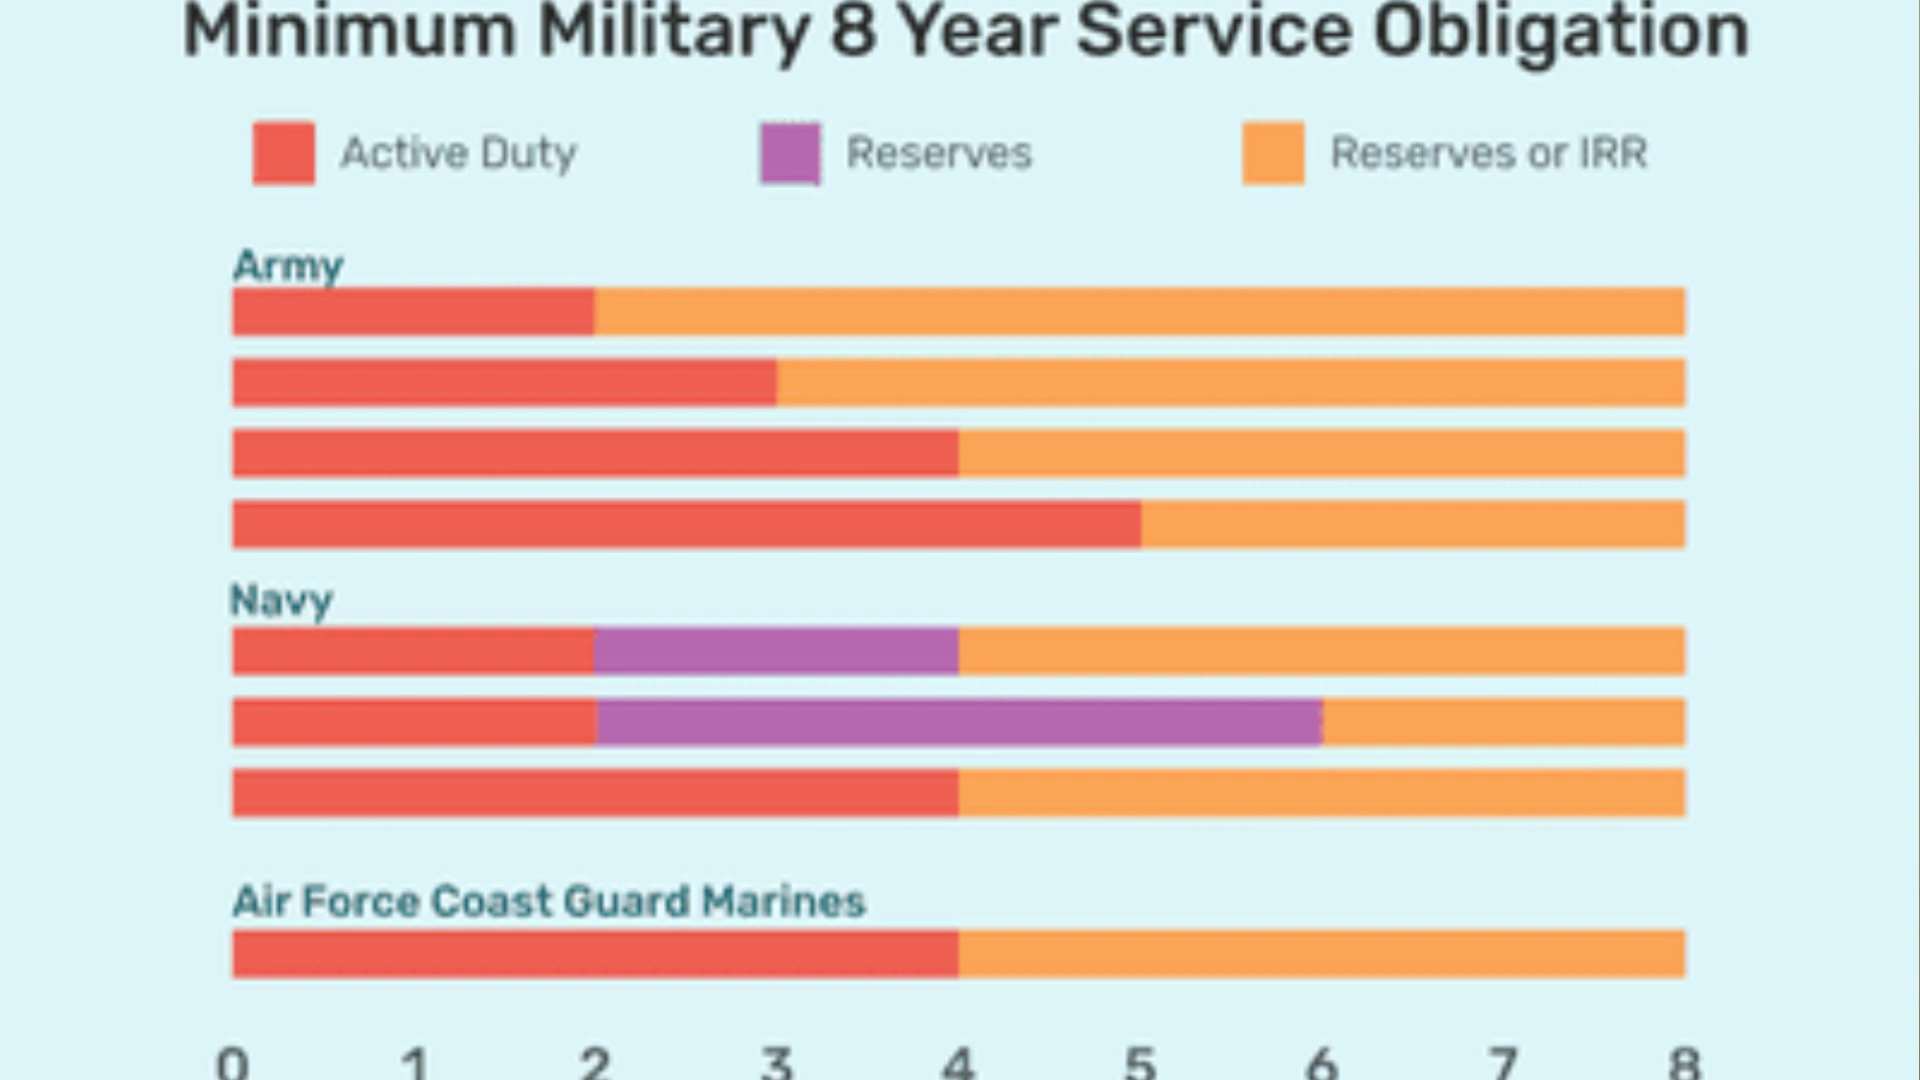 Minimum Military 8 Year Service Obligation
Active Duty Reserves Reserves or IRR
Army
Navy
Air Force Coast Guard Marines
0 1 2 3 4 5 6 7 8